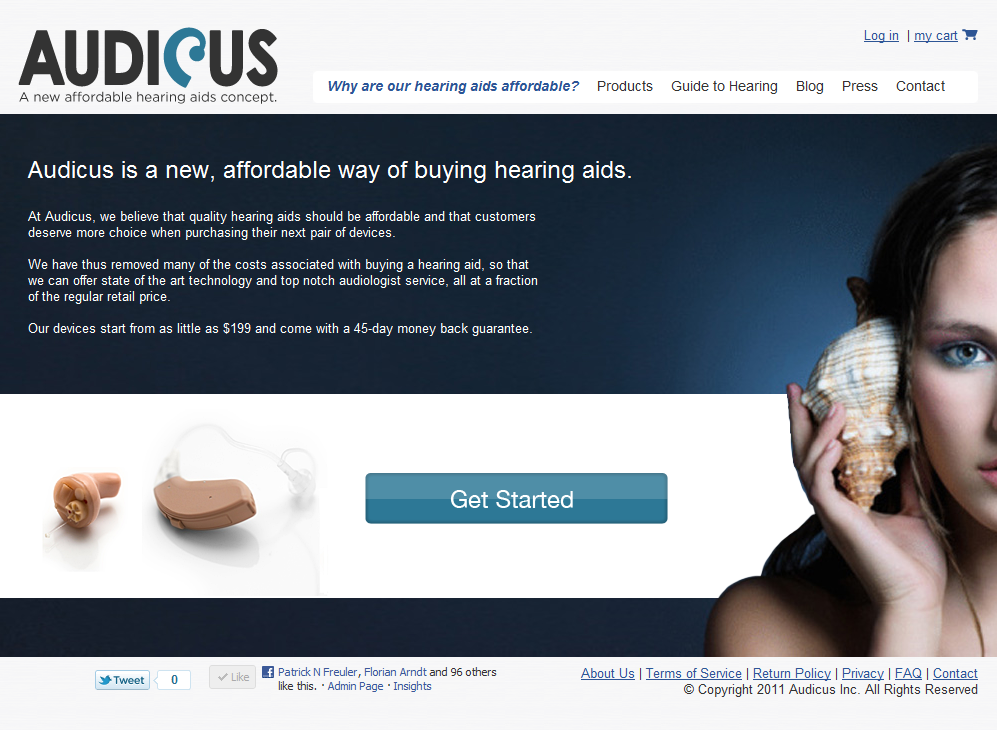 AUDICUS
A new affordable hearing aids concept.
Log in | my cart
Why are our hearing aids affordable? Products Guide to Hearing Blog Press Contact
Audicus is a new, affordable way of buying hearing aids.
At Audicus, we believe that quality hearing aids should be affordable and that customers
deserve more choice when purchasing their next pair of devices.
We have thus removed many of the costs associated with buying a hearing aid, so that
we can offer state of the art technology and top notch audiologist service, all at a fraction
of the regular retail price.
Our devices start from as little as $199 and come with a 45-day money back guarantee.
Get Started
Tweet 0
Like
Patrick N Freuler, Florian Arndt and 96 others
like this. · Admin Page · Insights
About Us | Terms of Service | Return Policy | Privacy | FAQ | Contact
© Copyright 2011 Audicus Inc. All Rights Reserved